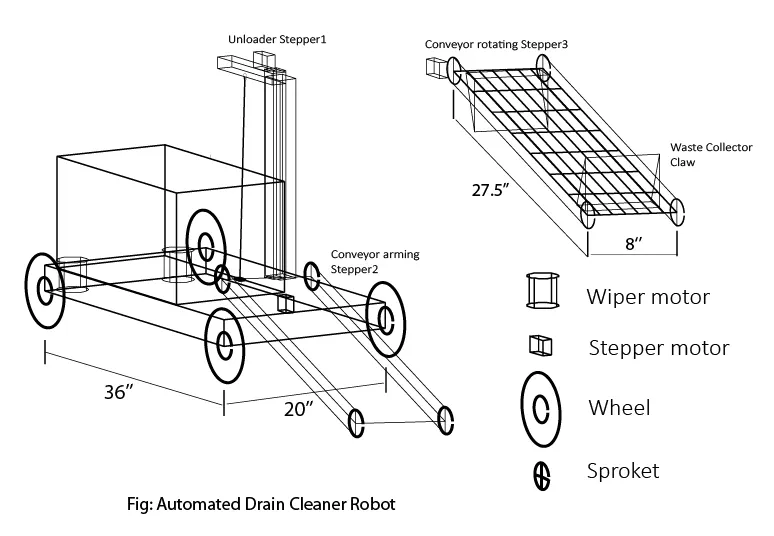 Unloader Stepper1
Conveyor rotating Stepper3
Waste Collector
Claw
27.5”
8’’
Conveyor arming
Stepper2
36”
20”
Wiper motor
Stepper motor
Wheel
Sproket
Fig: Automated Drain Cleaner Robot